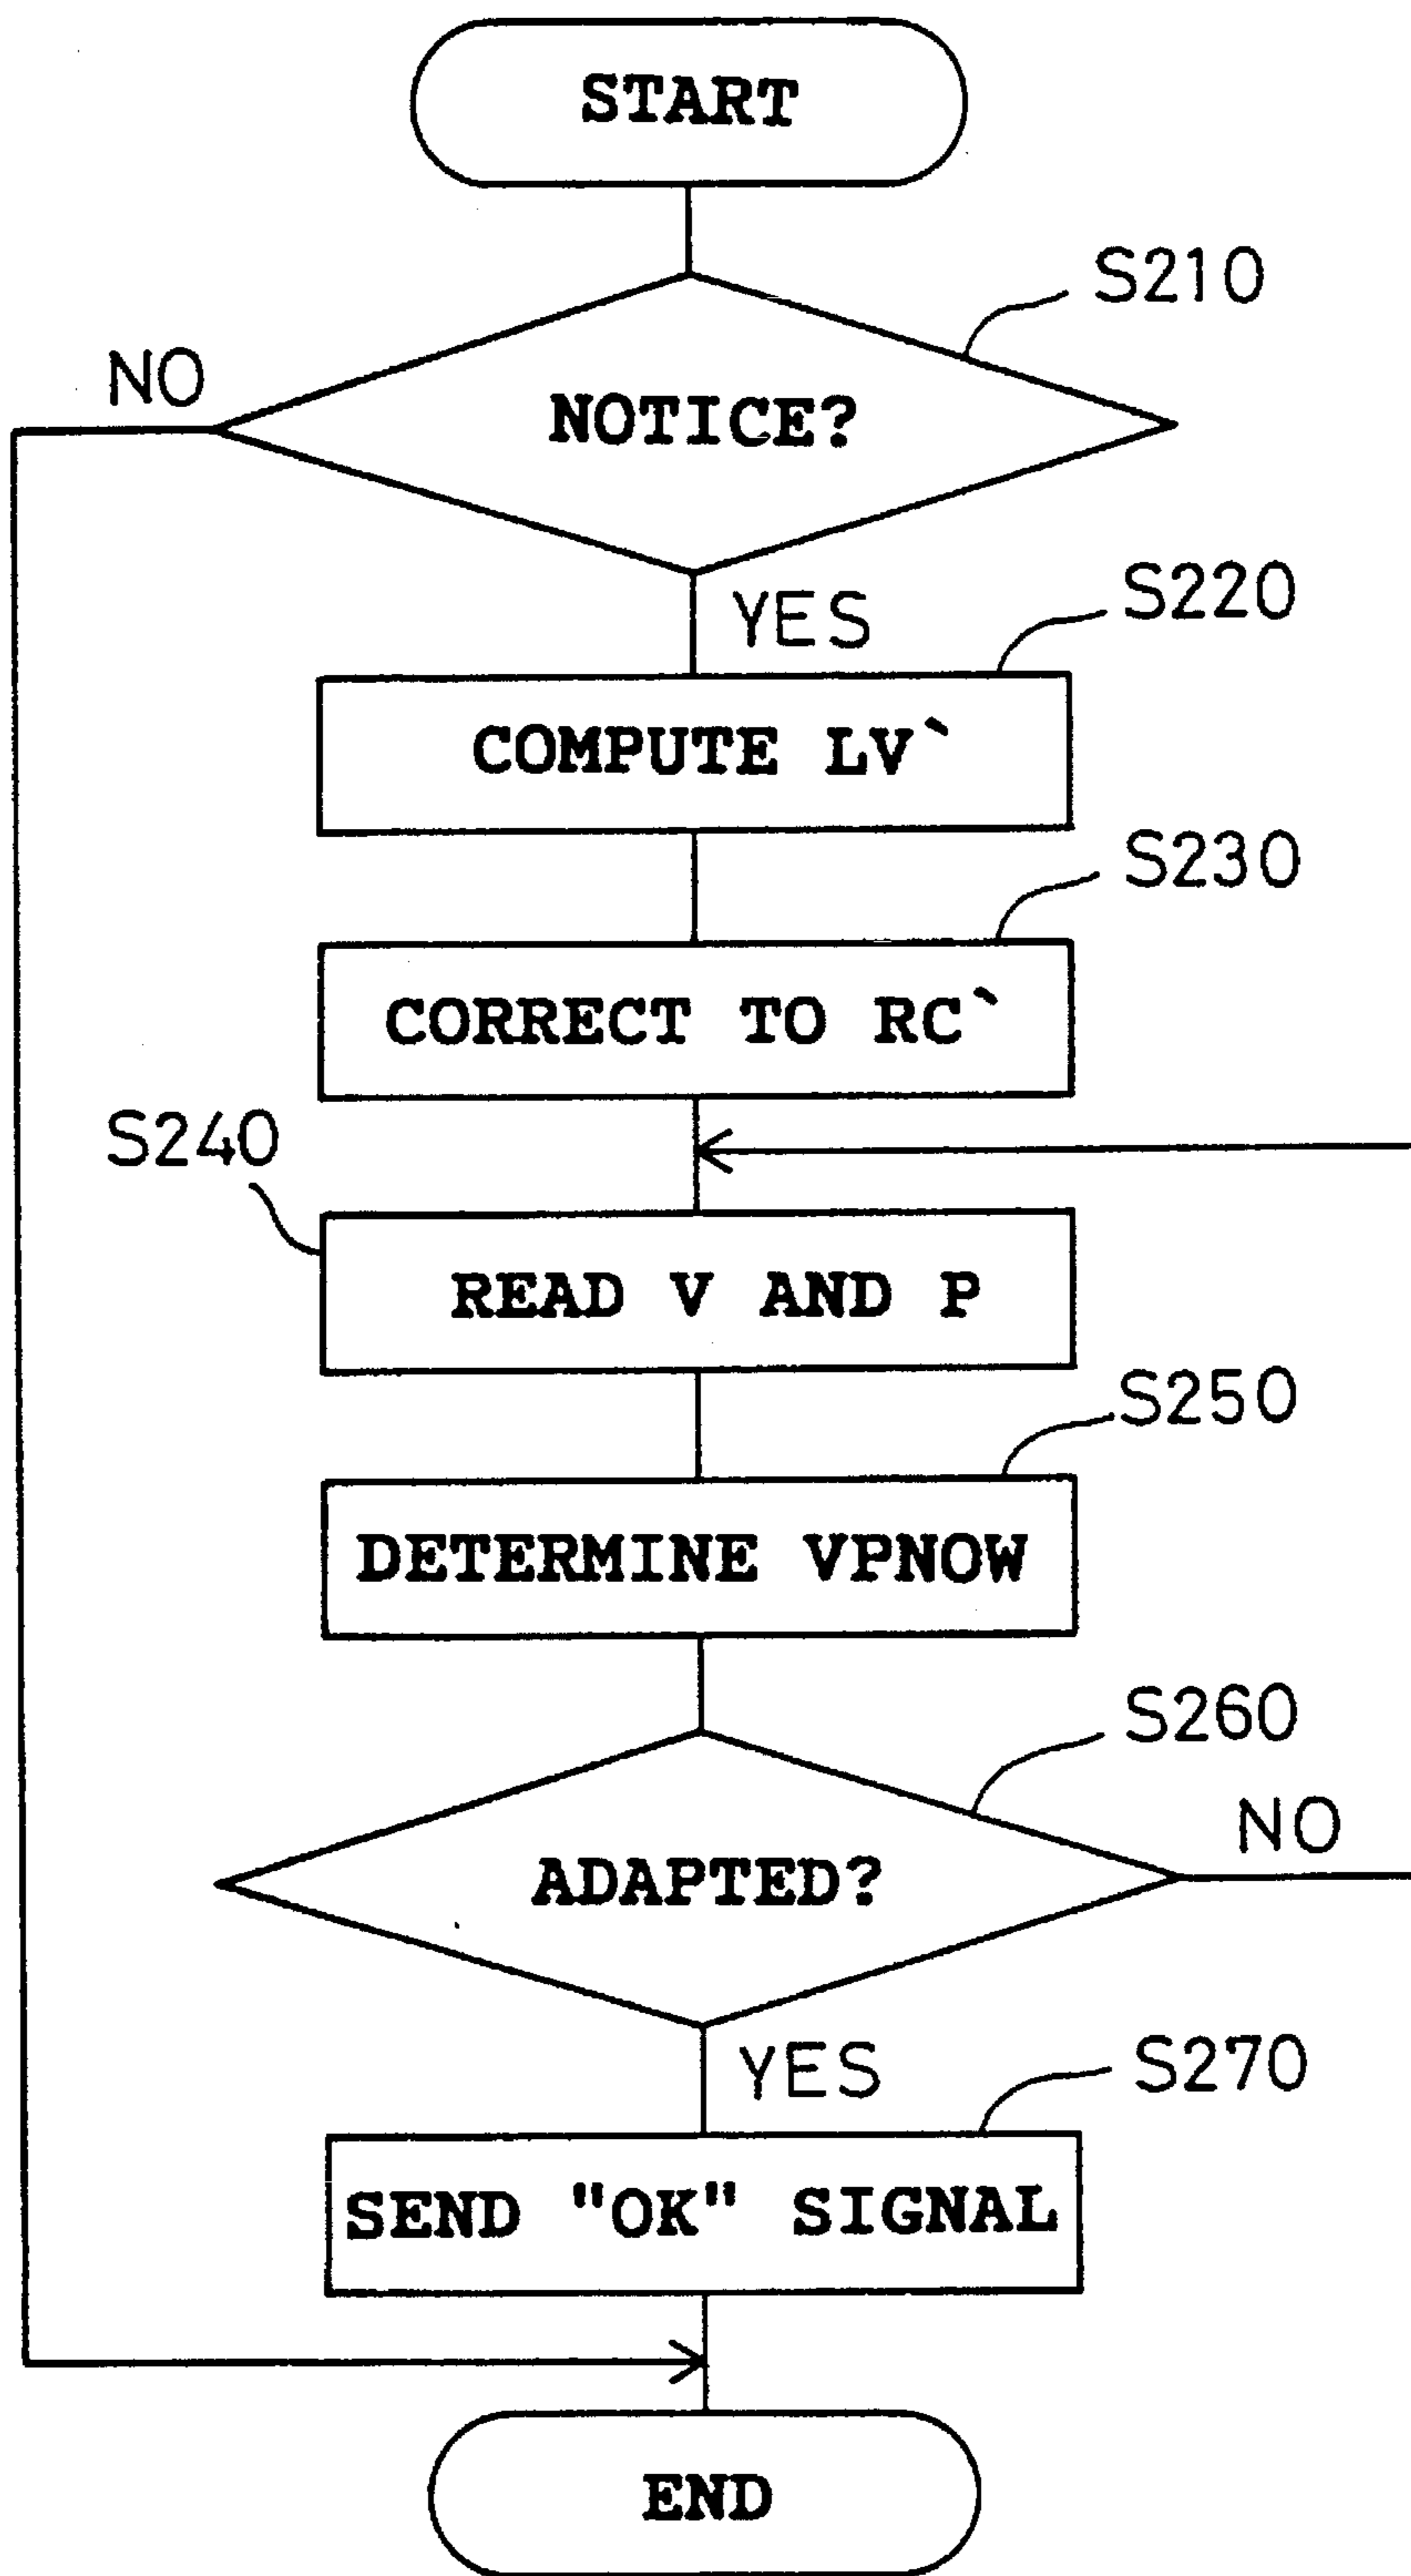 START
S210
NO
NOTICE?
YES
S220
COMPUTE LV`
S230
CORRECT TO RC`
S240
READ V AND P
S250
DETERMINE VPNOW
S260
NO
ADAPTED?
YES
S270
SEND "OK" SIGNAL
END